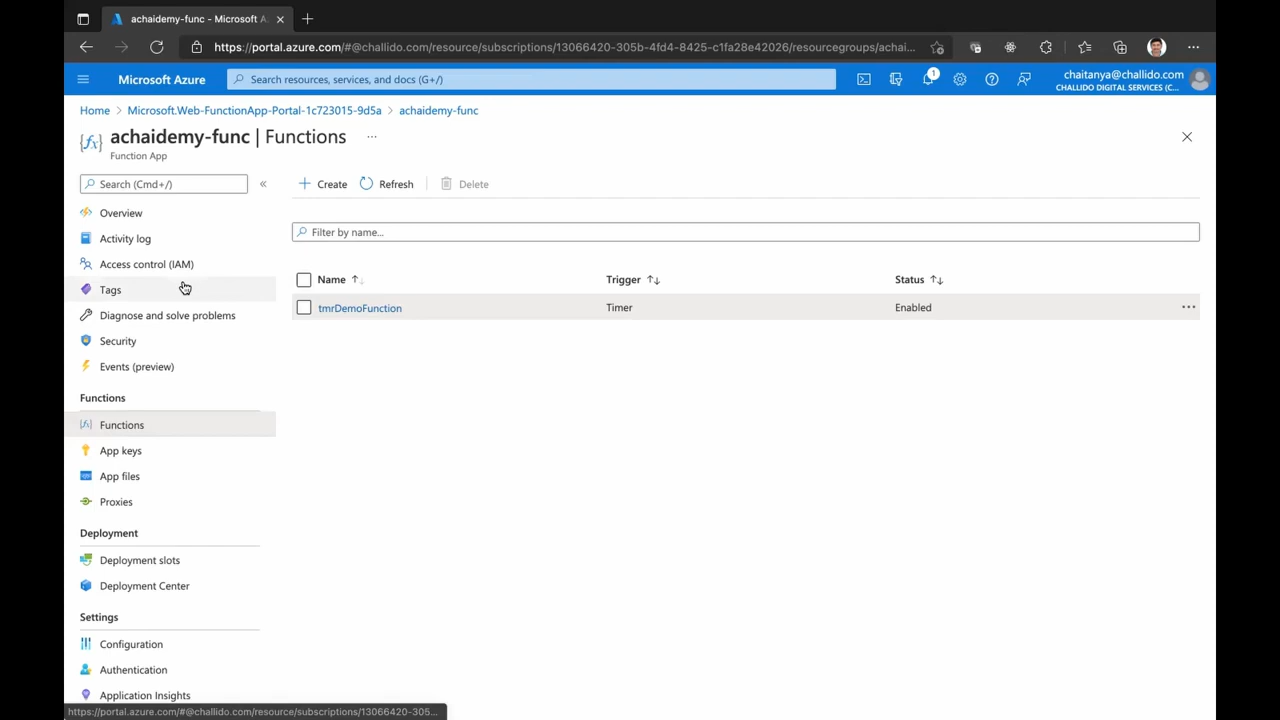 achaidemy-func - Microsoft A
https://portal.azure.com/#@challido.com/resource/subscriptions/13066420-305b-4fd4-8425-c1fa28e42026/resourcegroups/achai...
Microsoft Azure
Search resources, services, and docs (G+/)
1
chaitanya@challido.com
CHALLIDO DIGITAL SERVICES (C...
Home > Microsoft.Web-FunctionApp-Portal-1c723015-9d5a > achaidemy-func
achaidemy-func | Functions ...
Function App
Search (Cmd+/)
«
Create
Refresh
Delete
Overview
Activity log
Access control (IAM)
Tags
Diagnose and solve problems
Security
Events (preview)
Functions
Functions
App keys
App files
Proxies
Deployment
Deployment slots
Deployment Center
Settings
Configuration
Authentication
Application Insights
Filter by name...
Name Trigger Status
tmrDemoFunction Timer Enabled ...
https://portal.azure.com/#@challido.com/resource/subscriptions/13066420-305...